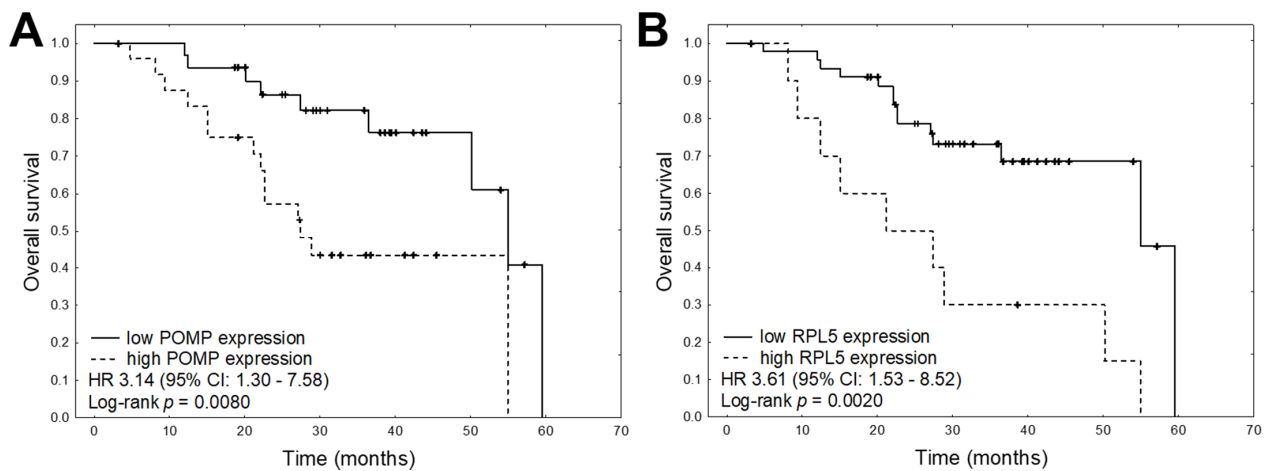 A
Overall survival
1.0
0.9
0.8
0.7
0.6
0.5
0.4
0.3
0.2
0.1
0.0
low POMP expression
high POMP expression
HR 3.14 (95% CI: 1.30 - 7.58)
Log-rank p = 0.0080
0 10 20 30 40 50 60 70
Time (months)
B
Overall survival
1.0
0.9
0.8
0.7
0.6
0.5
0.4
0.3
0.2
0.1
0.0
low RPL5 expression
high RPL5 expression
HR 3.61 (95% CI: 1.53 - 8.52)
Log-rank p = 0.0020
0 10 20 30 40 50 60 70
Time (months)